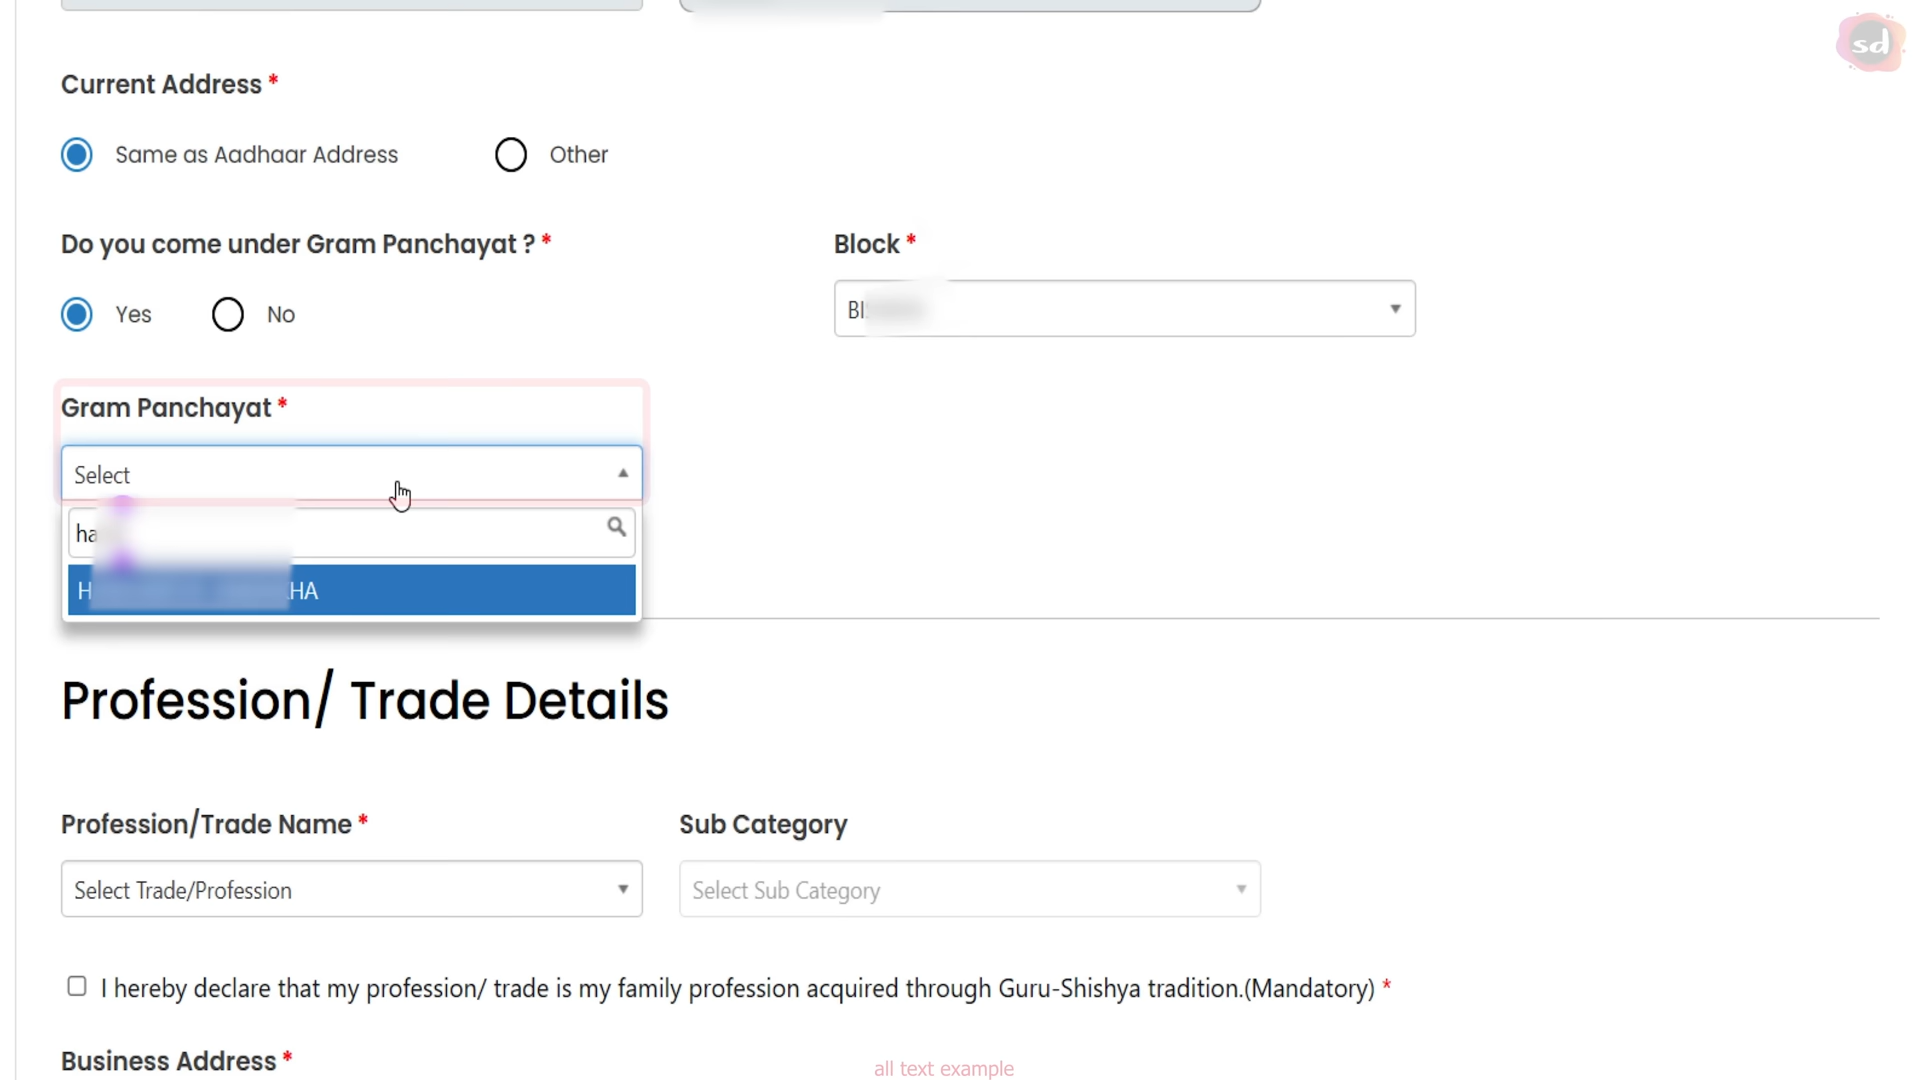 sd
Current Address *
Same as Aadhaar Address Other
Do you come under Gram Panchayat ? * Block *
Yes No
Gram Panchayat *
Select
Profession/ Trade Details
Profession/Trade Name * Sub Category
Select Trade/Profession Select Sub Category
I hereby declare that my profession/ trade is my family profession acquired through Guru-Shishya tradition.(Mandatory) *
Business Address *
all text example